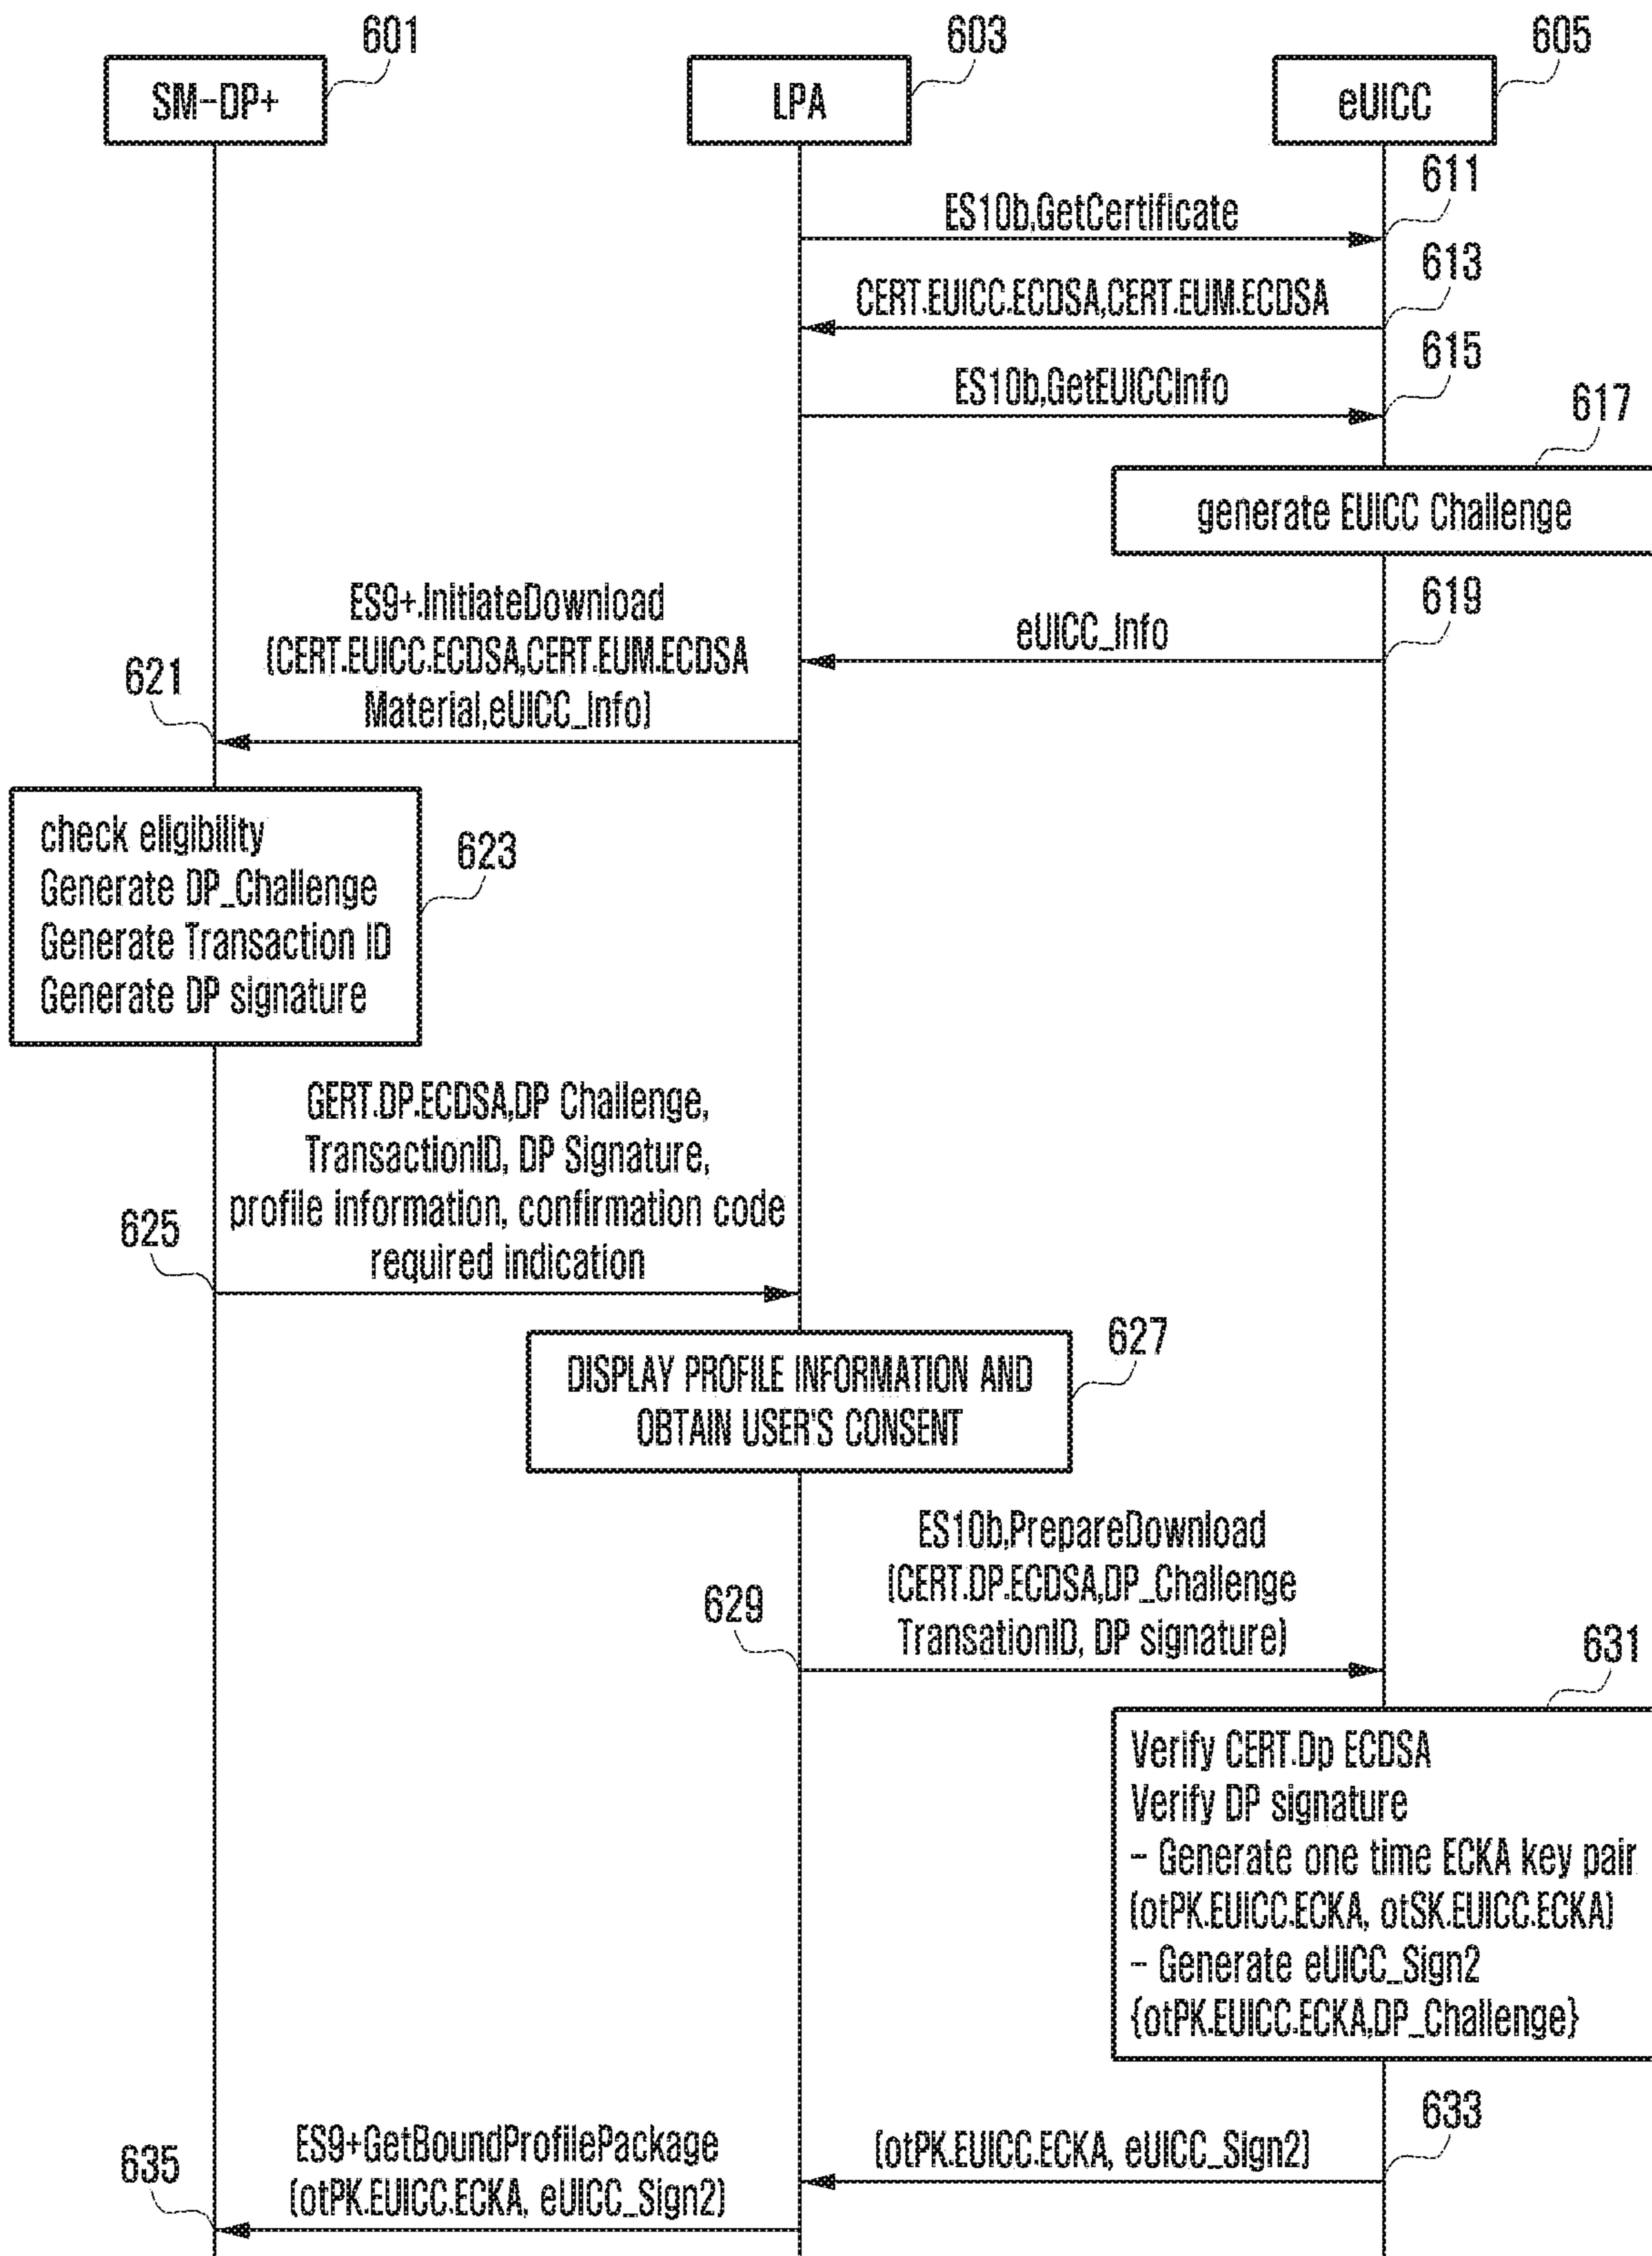 601
603
605
SM-DP+
LPA
eUICC
611
ES10b,GetCertificate
613
CERT.EUICC.ECDSA,CERT.EUM.ECDSA
615
ES10b,GetEUICCInfo
617
generate EUICC Challenge
619
eUICC_Info
ES9+.InitiateDownload
(CERT.EUICC.ECDSA,CERT.EUM.ECDSA
Material,eUICC_Info)
621
check eligibility
Generate DP_Challenge
Generate Transaction ID
Generate DP signature
623
GERT.DP.ECDSA,DP Challenge,
TransactionID, DP Signature,
profile information, confirmation code
required indication
625
627
DISPLAY PROFILE INFORMATION AND
OBTAIN USER'S CONSENT
ES10b,PrepareDownload
(CERT.DP.ECDSA,DP_Challenge
TransationID, DP signature)
629
631
Verify CERT.Dp ECDSA
Verify DP signature
- Generate one time ECKA key pair
(otPK.EUICC.ECKA, otSK.EUICC.ECKA)
- Generate eUICC_Sign2
{otPK.EUICC.ECKA,DP_Challenge}
633
(otPK.EUICC.ECKA, eUICC_Sign2)
635
ES9+GetBoundProfilePackage
(otPK.EUICC.ECKA, eUICC_Sign2)